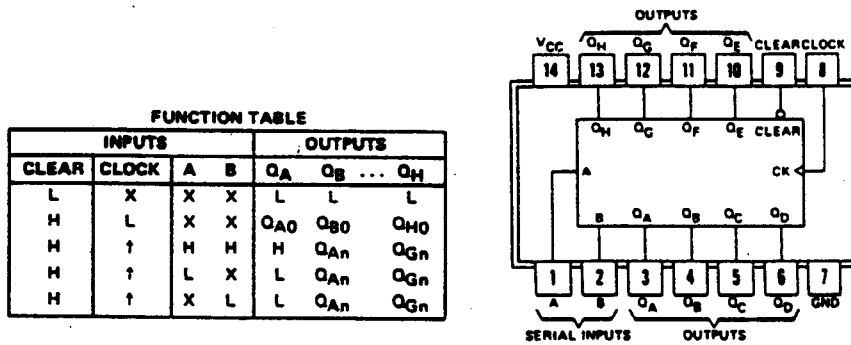 FUNCTION TABLE
INPUTS OUTPUTS
CLEAR CLOCK A B QA QB ... QH
L X X X L L L
H L X X QA0 QB0 QH0
H ↑ H H H QAn QGn
H ↑ L X L QAn QGn
H ↑ X L L QAn QGn
OUTPUTS
VCC QH QG QF QE CLEAR CLOCK
14 13 12 11 10 9 8
QH QG QF QE CLEAR
A CK
B QA QB QC QD
1 2 3 4 5 6 7
A B QA QB QC QD GND
SERIAL INPUTS OUTPUTS